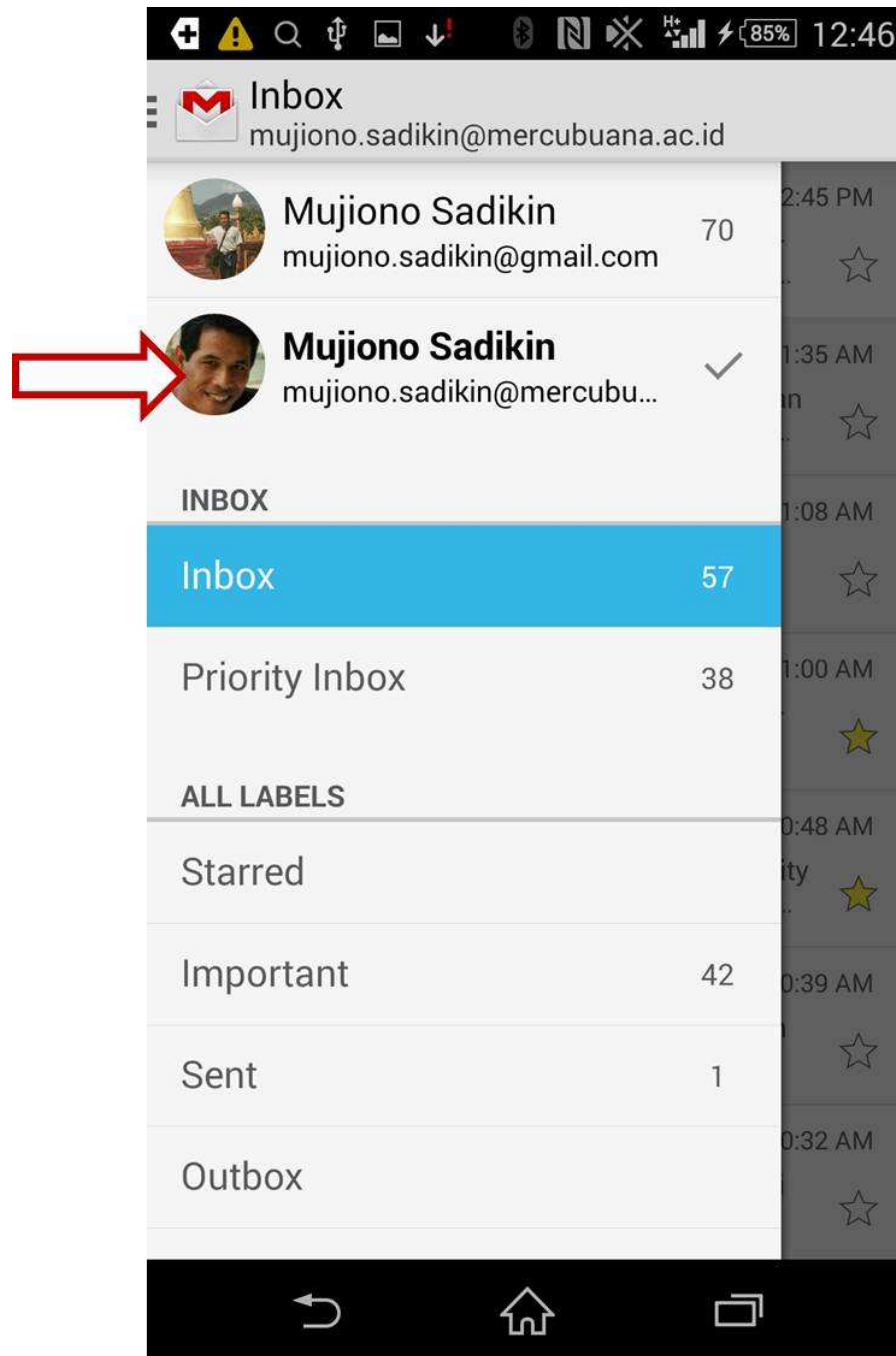 85% 12:46
Inbox
mujiono.sadikin@mercubuana.ac.id
Mujiono Sadikin
mujiono.sadikin@gmail.com
70
2:45 PM
Mujiono Sadikin
mujiono.sadikin@mercubu...
1:35 AM
INBOX
1:08 AM
Inbox 57
Priority Inbox 38
1:00 AM
ALL LABELS
0:48 AM
ity
Starred
Important 42
0:39 AM
Sent 1
0:32 AM
Outbox